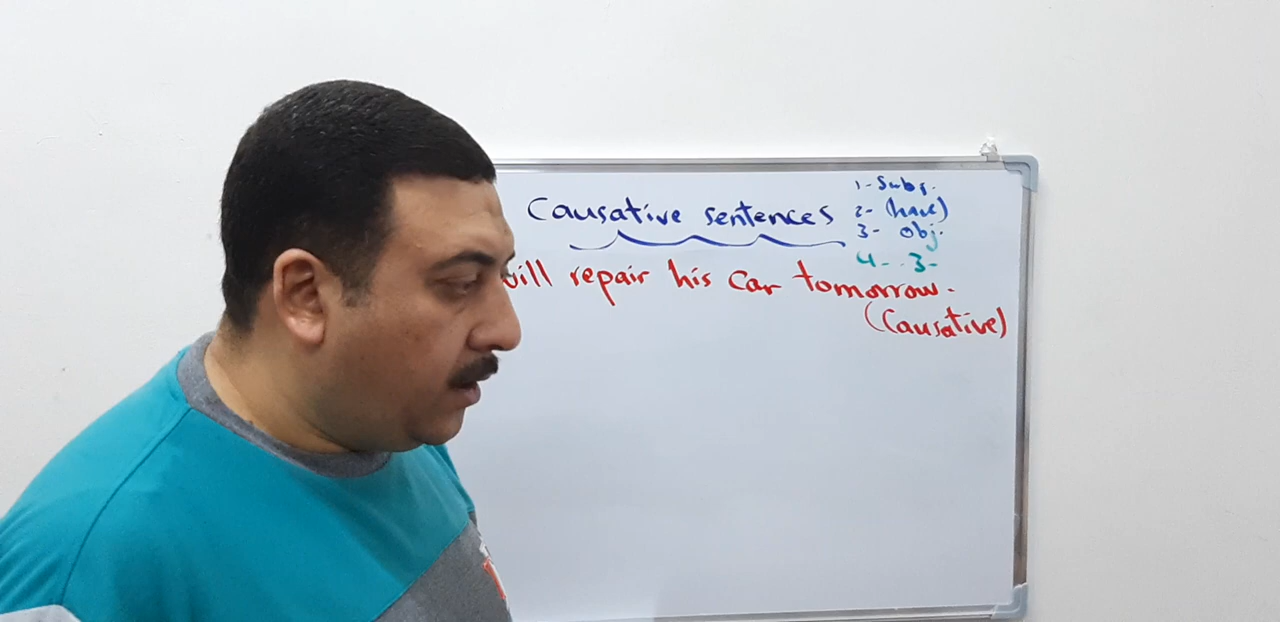 Causative sentences
1- Subj.
2- (have)
3- obj.
4- .. 3-
will repair his car tomorrow.
(Causative)